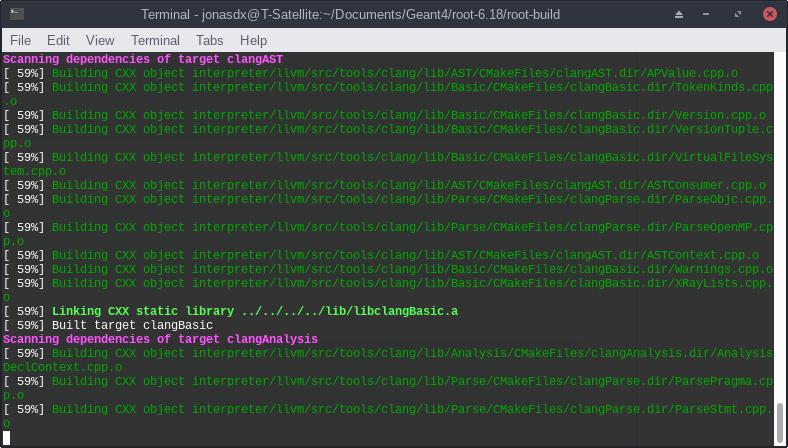 Terminal - jonasdx@T-Satellite:~/Documents/Geant4/root-6.18/root-build
File Edit View Terminal Tabs Help
Scanning dependencies of target clangAST
[ 59%] Building CXX object interpreter/llvm/src/tools/clang/lib/AST/CMakeFiles/clangAST.dir/APValue.cpp.o
[ 59%] Building CXX object interpreter/llvm/src/tools/clang/lib/Basic/CMakeFiles/clangBasic.dir/TokenKinds.cpp
.o
[ 59%] Building CXX object interpreter/llvm/src/tools/clang/lib/Basic/CMakeFiles/clangBasic.dir/Version.cpp.o
[ 59%] Building CXX object interpreter/llvm/src/tools/clang/lib/Basic/CMakeFiles/clangBasic.dir/VersionTuple.c
pp.o
[ 59%] Building CXX object interpreter/llvm/src/tools/clang/lib/Basic/CMakeFiles/clangBasic.dir/VirtualFileSys
tem.cpp.o
[ 59%] Building CXX object interpreter/llvm/src/tools/clang/lib/AST/CMakeFiles/clangAST.dir/ASTConsumer.cpp.o
[ 59%] Building CXX object interpreter/llvm/src/tools/clang/lib/Parse/CMakeFiles/clangParse.dir/ParseObjc.cpp.
o
[ 59%] Building CXX object interpreter/llvm/src/tools/clang/lib/Parse/CMakeFiles/clangParse.dir/ParseOpenMP.cp
p.o
[ 59%] Building CXX object interpreter/llvm/src/tools/clang/lib/AST/CMakeFiles/clangAST.dir/ASTContext.cpp.o
[ 59%] Building CXX object interpreter/llvm/src/tools/clang/lib/Basic/CMakeFiles/clangBasic.dir/Warnings.cpp.o
[ 59%] Building CXX object interpreter/llvm/src/tools/clang/lib/Basic/CMakeFiles/clangBasic.dir/XRayLists.cpp.
o
[ 59%] Linking CXX static library ../../../../lib/libclangBasic.a
[ 59%] Built target clangBasic
Scanning dependencies of target clangAnalysis
[ 59%] Building CXX object interpreter/llvm/src/tools/clang/lib/Analysis/CMakeFiles/clangAnalysis.dir/Analysis
DeclContext.cpp.o
[ 59%] Building CXX object interpreter/llvm/src/tools/clang/lib/Parse/CMakeFiles/clangParse.dir/ParsePragma.cp
p.o
[ 59%] Building CXX object interpreter/llvm/src/tools/clang/lib/Parse/CMakeFiles/clangParse.dir/ParseStmt.cpp.
o